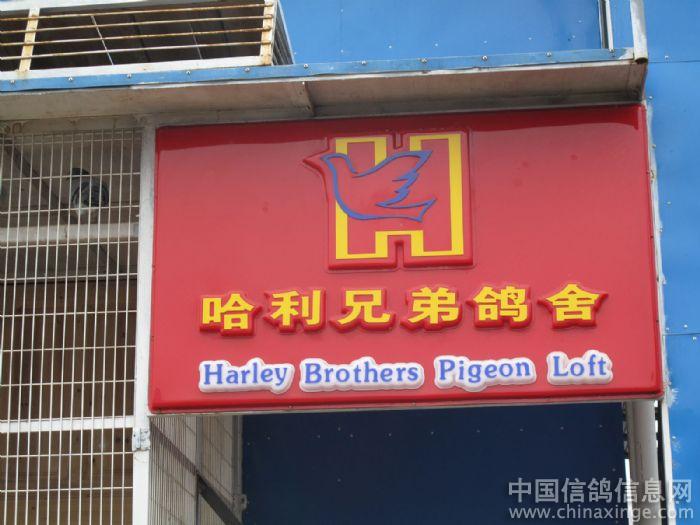 H
哈利兄弟鸽舍
Harley Brothers Pigeon Loft
中国信鸽信息网
www.chinaxinge.com